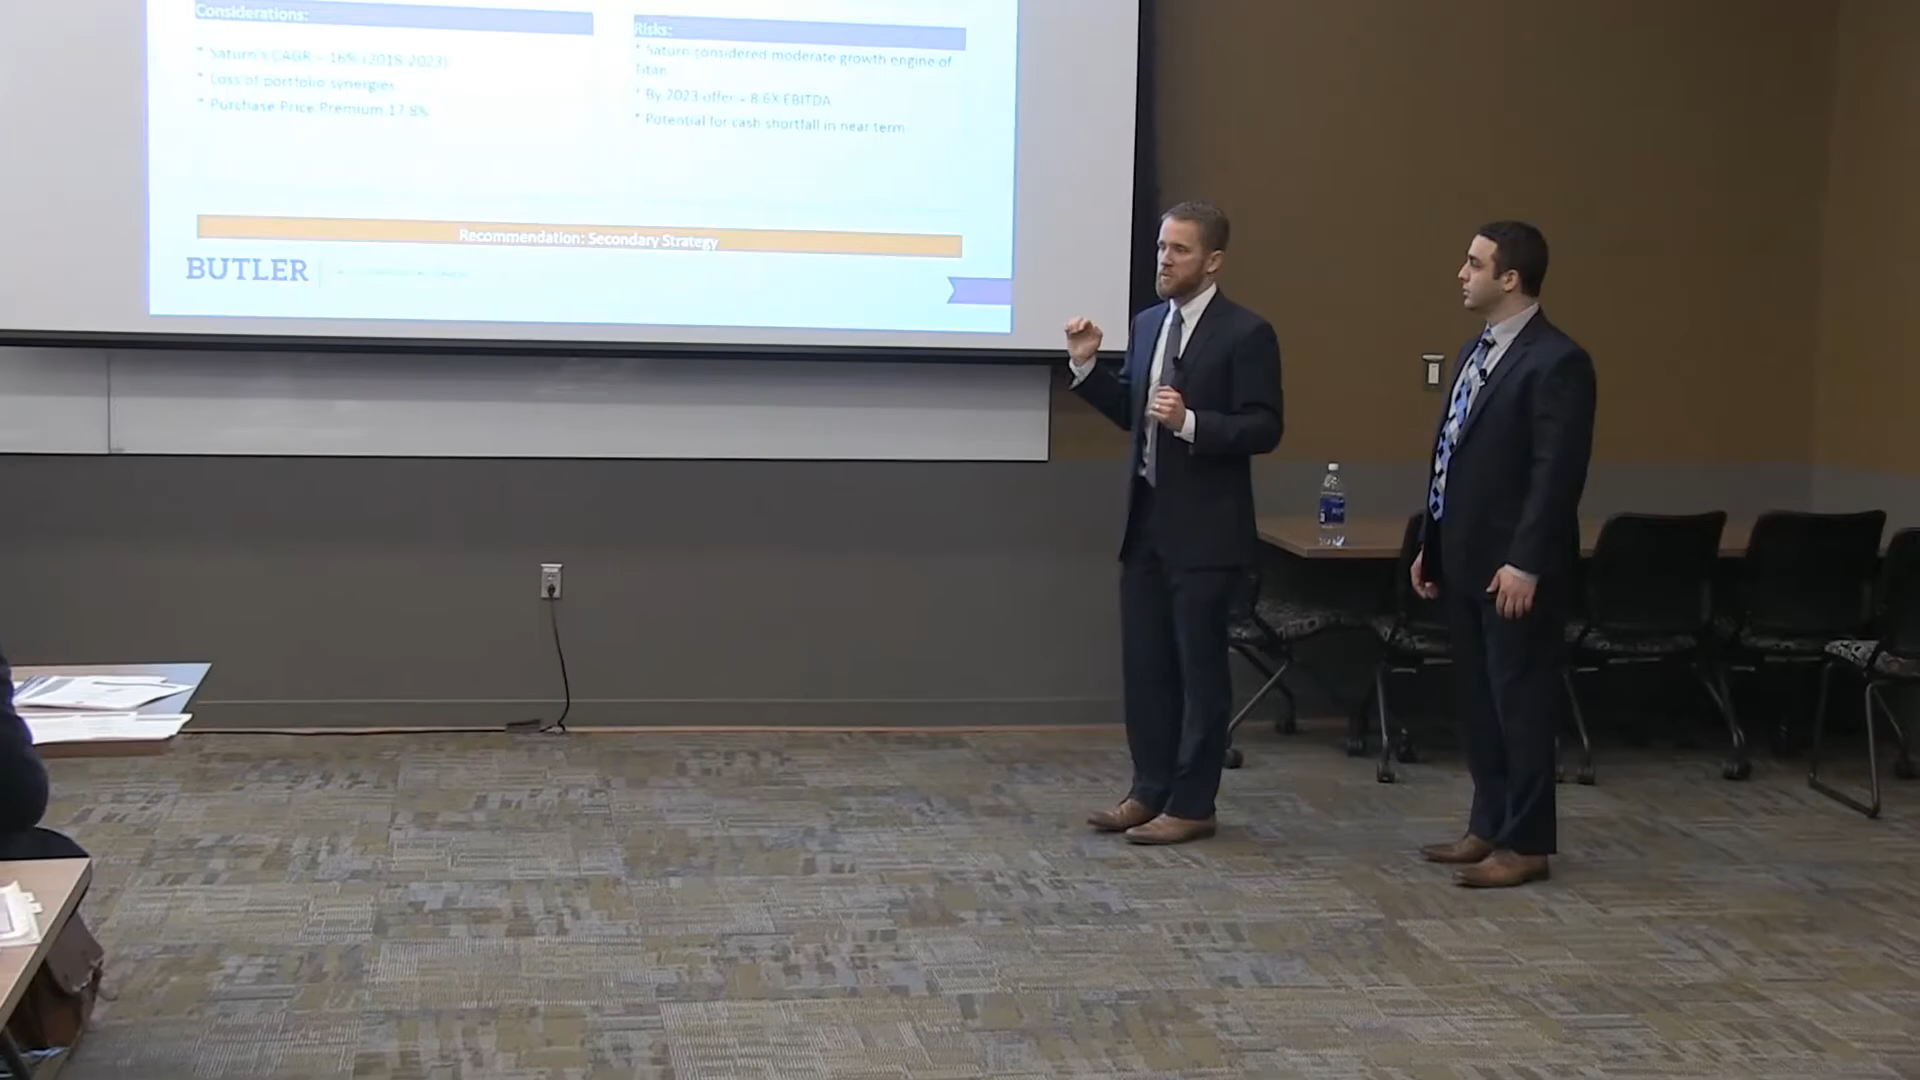 Considerations:
* Saturn's CAGR – 16% (2018-2023)
* Loss of portfolio synergies
* Purchase Price Premium 17.8%
Risks:
* Saturn considered moderate growth engine of
Titan
* By 2023 offer = 8.6X EBITDA
* Potential for cash shortfall in near term
Recommendation: Secondary Strategy
BUTLER